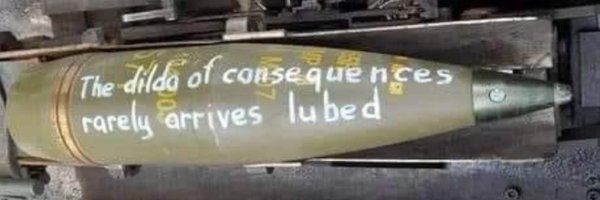 The dildo of consequences
rarely arrives lubed